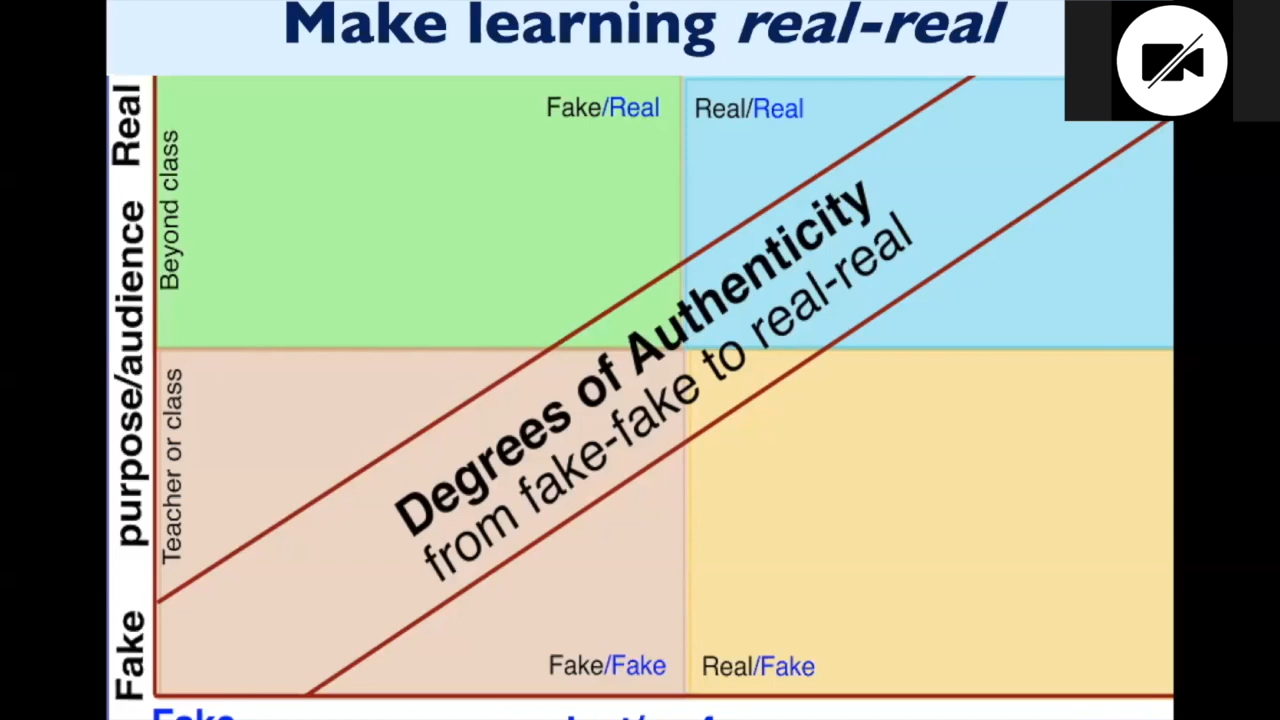 Make learning real-real
Real
purpose/audience
Fake
Beyond class
Teacher or class
Fake/Real
Real/Real
Degrees of Authenticity
from fake-fake to real-real
Fake/Fake
Real/Fake
Fake